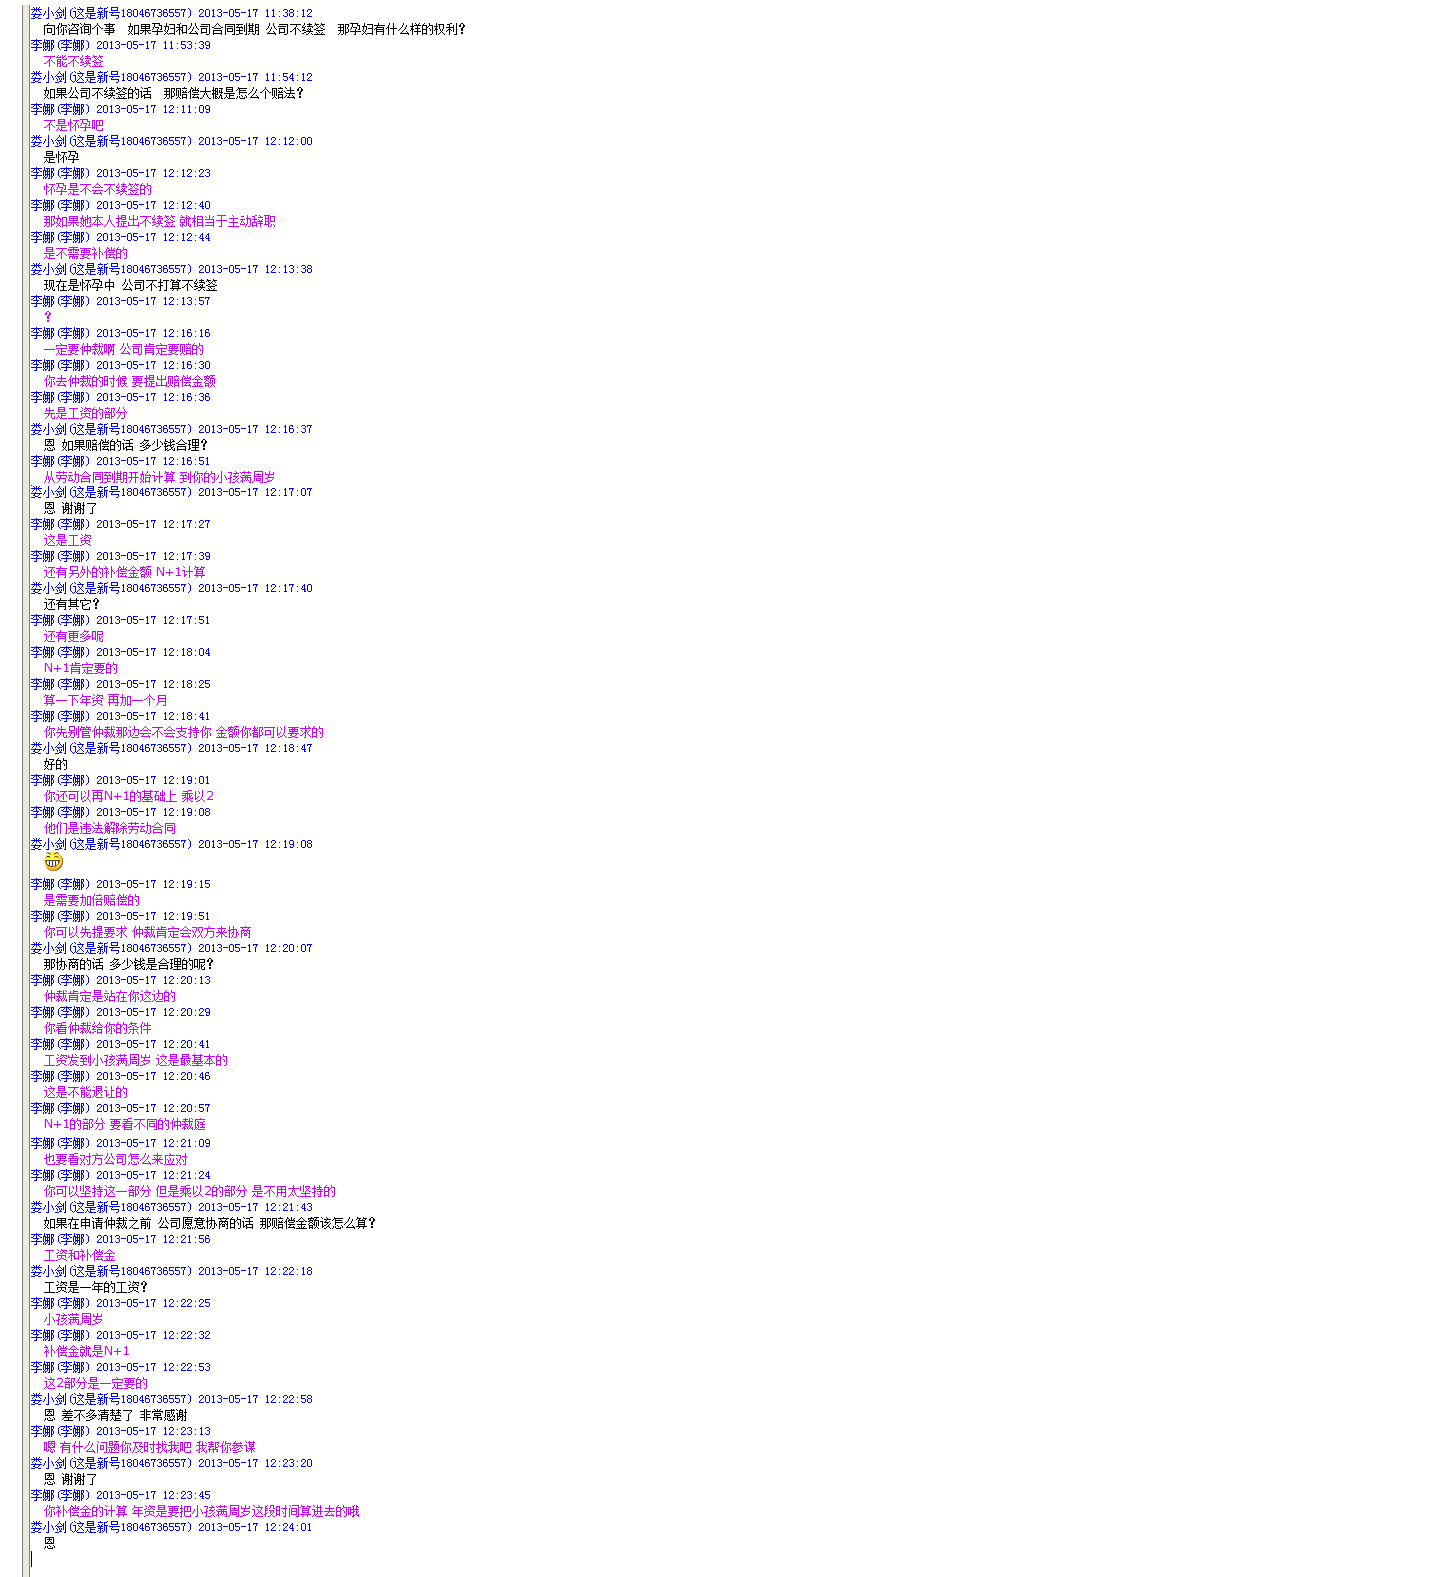 娄小剑(这是新号18046736557) 2013-05-17 11:38:12
向你咨询个事 如果孕妇和公司合同到期 公司不续签 那孕妇有什么样的权利?
李娜(李娜) 2013-05-17 11:53:39
不能不续签
娄小剑(这是新号18046736557) 2013-05-17 11:54:12
如果公司不续签的话 那赔偿大概是怎么个赔法?
李娜(李娜) 2013-05-17 12:11:09
不是怀孕吧
娄小剑(这是新号18046736557) 2013-05-17 12:12:00
是怀孕
李娜(李娜) 2013-05-17 12:12:23
怀孕是不会不续签的
李娜(李娜) 2013-05-17 12:12:40
那如果她本人提出不续签 就相当于主动辞职
李娜(李娜) 2013-05-17 12:12:44
是不需要补偿的
娄小剑(这是新号18046736557) 2013-05-17 12:13:38
现在是怀孕中 公司不打算不续签
李娜(李娜) 2013-05-17 12:13:57
?
李娜(李娜) 2013-05-17 12:16:16
一定要仲裁啊 公司肯定要赔的
李娜(李娜) 2013-05-17 12:16:30
你去仲裁的时候 要提出赔偿金额
李娜(李娜) 2013-05-17 12:16:36
先是工资的部分
娄小剑(这是新号18046736557) 2013-05-17 12:16:37
恩 如果赔偿的话 多少钱合理?
李娜(李娜) 2013-05-17 12:16:51
从劳动合同到期开始计算 到你的小孩满周岁
娄小剑(这是新号18046736557) 2013-05-17 12:17:07
恩 谢谢了
李娜(李娜) 2013-05-17 12:17:27
这是工资
李娜(李娜) 2013-05-17 12:17:39
还有另外的补偿金额 N+1计算
娄小剑(这是新号18046736557) 2013-05-17 12:17:40
还有其它?
李娜(李娜) 2013-05-17 12:17:51
还有更多呢
李娜(李娜) 2013-05-17 12:18:04
N+1肯定要的
李娜(李娜) 2013-05-17 12:18:25
算一下年资 再加一个月
李娜(李娜) 2013-05-17 12:18:41
你先别管仲裁那边会不会支持你 金额你都可以要求的
娄小剑(这是新号18046736557) 2013-05-17 12:18:47
好的
李娜(李娜) 2013-05-17 12:19:01
你还可以再N+1的基础上 乘以2
李娜(李娜) 2013-05-17 12:19:08
他们是违法解除劳动合同
娄小剑(这是新号18046736557) 2013-05-17 12:19:08
李娜(李娜) 2013-05-17 12:19:15
是需要加倍赔偿的
李娜(李娜) 2013-05-17 12:19:51
你可以先提要求 仲裁肯定会双方来协商
娄小剑(这是新号18046736557) 2013-05-17 12:20:07
那协商的话 多少钱是合理的呢?
李娜(李娜) 2013-05-17 12:20:13
仲裁肯定是站在你这边的
李娜(李娜) 2013-05-17 12:20:29
你看仲裁给你的条件
李娜(李娜) 2013-05-17 12:20:41
工资发到小孩满周岁 这是最基本的
李娜(李娜) 2013-05-17 12:20:46
这是不能退让的
李娜(李娜) 2013-05-17 12:20:57
N+1的部分 要看不同的仲裁庭
李娜(李娜) 2013-05-17 12:21:09
也要看对方公司怎么来应对
李娜(李娜) 2013-05-17 12:21:24
你可以坚持这一部分 但是乘以2的部分 是不用太坚持的
娄小剑(这是新号18046736557) 2013-05-17 12:21:43
如果在申请仲裁之前 公司愿意协商的话 那赔偿金额该怎么算?
李娜(李娜) 2013-05-17 12:21:56
工资和补偿金
娄小剑(这是新号18046736557) 2013-05-17 12:22:18
工资是一年的工资?
李娜(李娜) 2013-05-17 12:22:25
小孩满周岁
李娜(李娜) 2013-05-17 12:22:32
补偿金就是N+1
李娜(李娜) 2013-05-17 12:22:53
这2部分是一定要的
娄小剑(这是新号18046736557) 2013-05-17 12:22:58
恩 差不多清楚了 非常感谢
李娜(李娜) 2013-05-17 12:23:13
嗯 有什么问题你及时找我吧 我帮你参谋
娄小剑(这是新号18046736557) 2013-05-17 12:23:20
恩 谢谢了
李娜(李娜) 2013-05-17 12:23:45
你补偿金的计算 年资是要把小孩满周岁这段时间算进去的哦
娄小剑(这是新号18046736557) 2013-05-17 12:24:01
恩